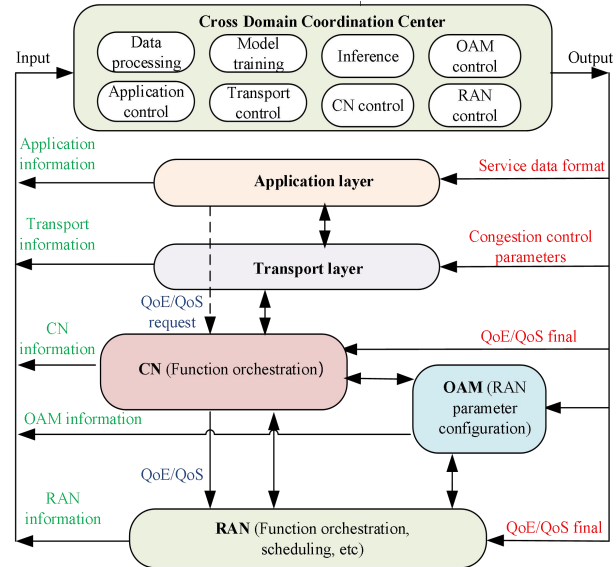 Cross Domain Coordination Center
Input
Output
Data
processing
Model
training
Inference
OAM
control
Application
control
Transport
control
CN control
RAN
control
Application
information
Application layer
Service data format
Transport
information
Transport layer
Congestion control
parameters
QoE/QoS
request
CN
information
CN (Function orchestration)
QoE/QoS final
OAM (RAN
parameter
configuration)
OAM information
QoE/QoS
RAN
information
RAN (Function orchestration,
scheduling, etc)
QoE/QoS final